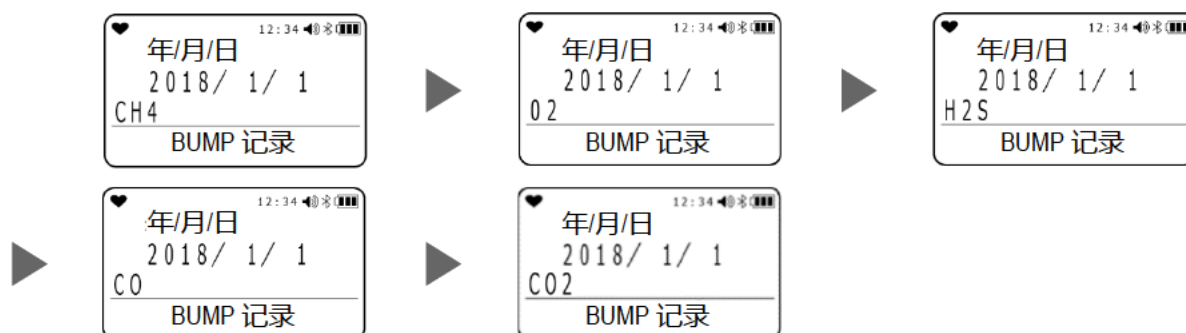 12:34
年/月/日
2018/ 1/ 1
CH4
BUMP 记录
12:34
年/月/日
2018/ 1/ 1
O2
BUMP 记录
12:34
年/月/日
2018/ 1/ 1
H2S
BUMP 记录
12:34
年/月/日
2018/ 1/ 1
CO
BUMP 记录
12:34
年/月/日
2018/ 1/ 1
CO2
BUMP 记录